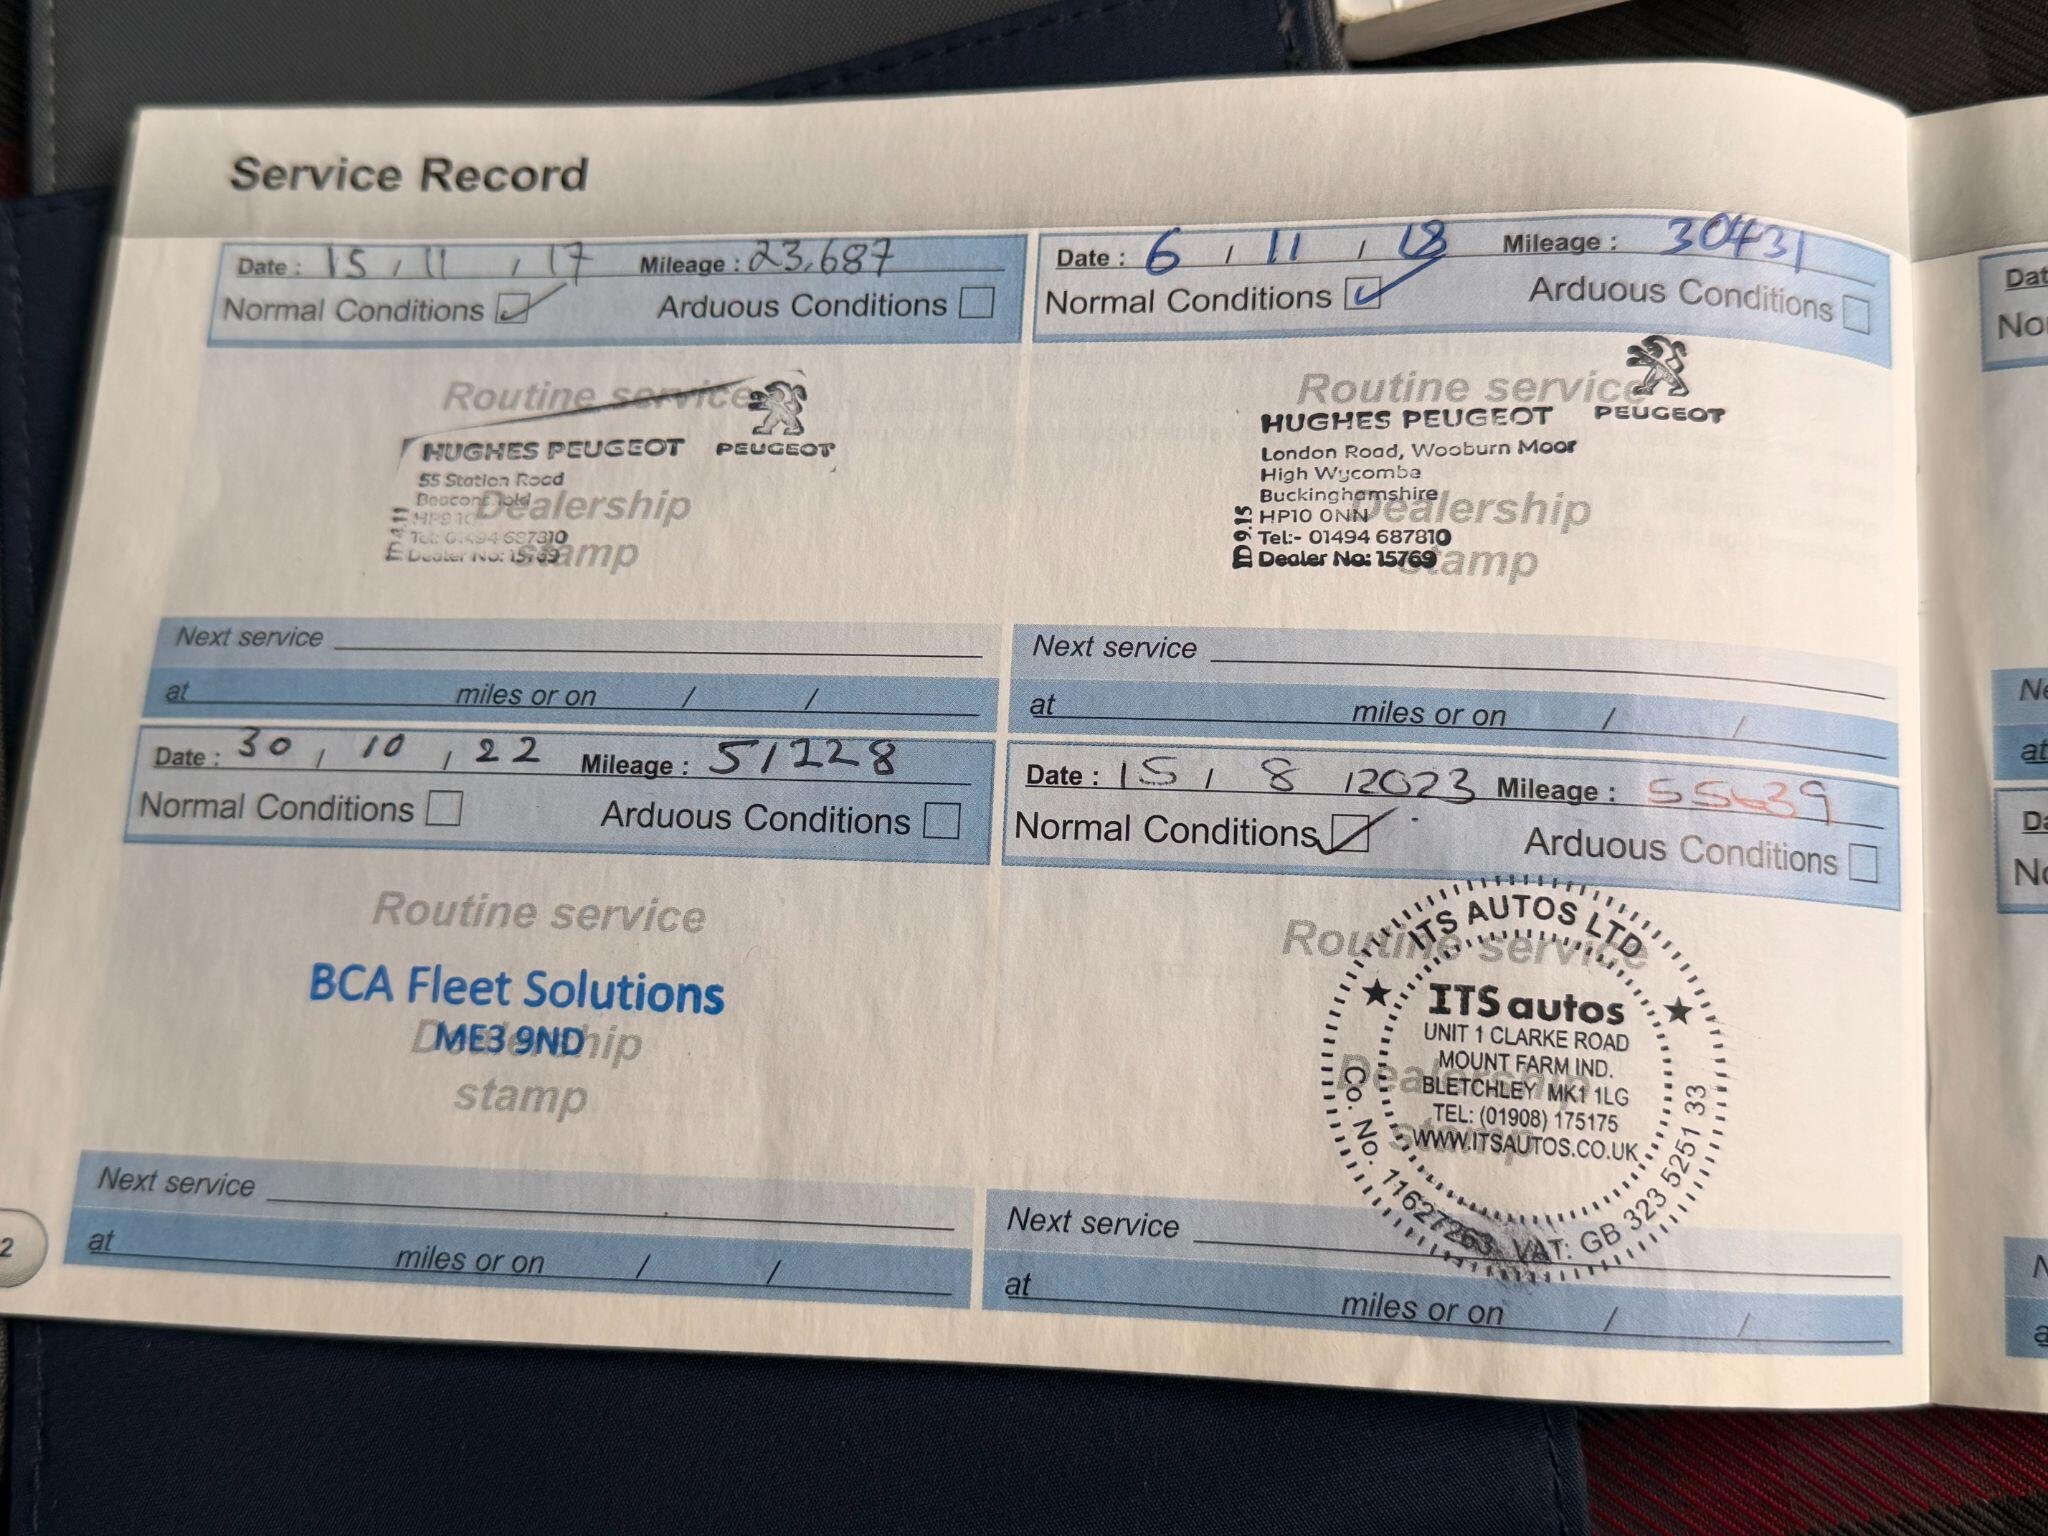 Service Record
Date : 15 / 11 / 17 Mileage : 23,687
Normal Conditions Arduous Conditions
Routine service
HUGHES PEUGEOT PEUGEOT
55 Station Road
Dealership
Tel: 01494 687810
Dealer No: 15769
stamp
Next service
at miles or on / /
Date : 6 / 11 / 18 Mileage : 30431
Normal Conditions Arduous Conditions
Routine service
HUGHES PEUGEOT PEUGEOT
London Road, Wooburn Moor
High Wycombe
Buckinghamshire
Dealership
HP10 0NN
Tel:- 01494 687810
Dealer No: 15769
stamp
Next service
at miles or on / /
Date : 30 / 10 / 22 Mileage : 51228
Normal Conditions Arduous Conditions
Routine service
BCA Fleet Solutions
Dealership
ME3 9ND
stamp
Next service
at miles or on / /
Date : 15 / 8 / 2023 Mileage : 55639
Normal Conditions Arduous Conditions
Routine service
ITS AUTOS LTD
ITS autos
UNIT 1 CLARKE ROAD
MOUNT FARM IND.
Dealership
BLETCHLEY MK1 1LG
TEL: (01908) 175175
stamp
WWW.ITSAUTOS.CO.UK
Co. No. 11627263 VAT: GB 323 5251 33
Next service
at miles or on / /
2